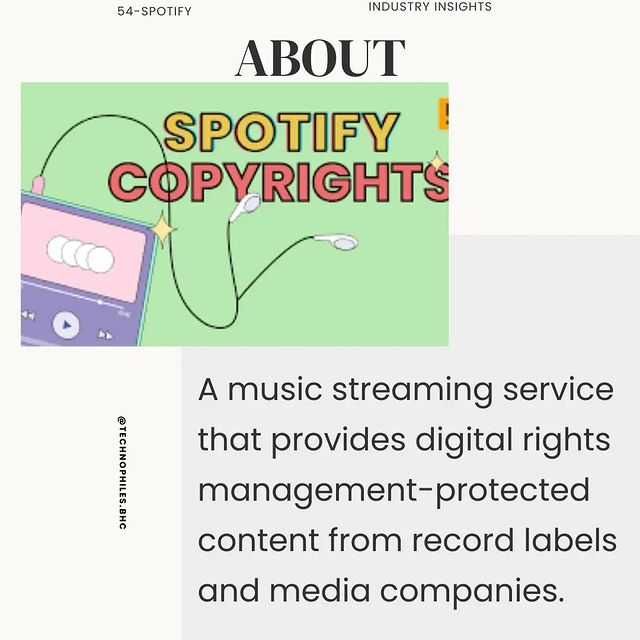 54-SPOTIFY
INDUSTRY INSIGHTS
ABOUT
SPOTIFY
COPYRIGHTS
A music streaming service
that provides digital rights
management-protected
content from record labels
and media companies.
@TECHNOPHILES.BHC